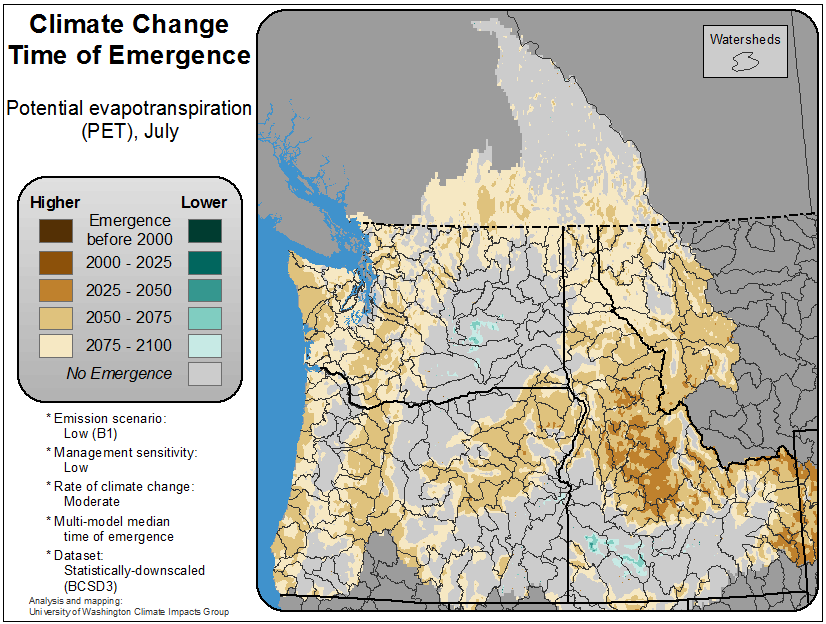 Climate Change
Time of Emergence
Potential evapotranspiration
(PET), July
Higher
Lower
Emergence
before 2000
2000 - 2025
2025 - 2050
2050 - 2075
2075 - 2100
No Emergence
* Emission scenario:
Low (B1)
* Management sensitivity:
Low
* Rate of climate change:
Moderate
* Multi-model median
time of emergence
* Dataset:
Statistically-downscaled
(BCSD3)
Analysis and mapping:
University of Washington Climate Impacts Group
Watersheds